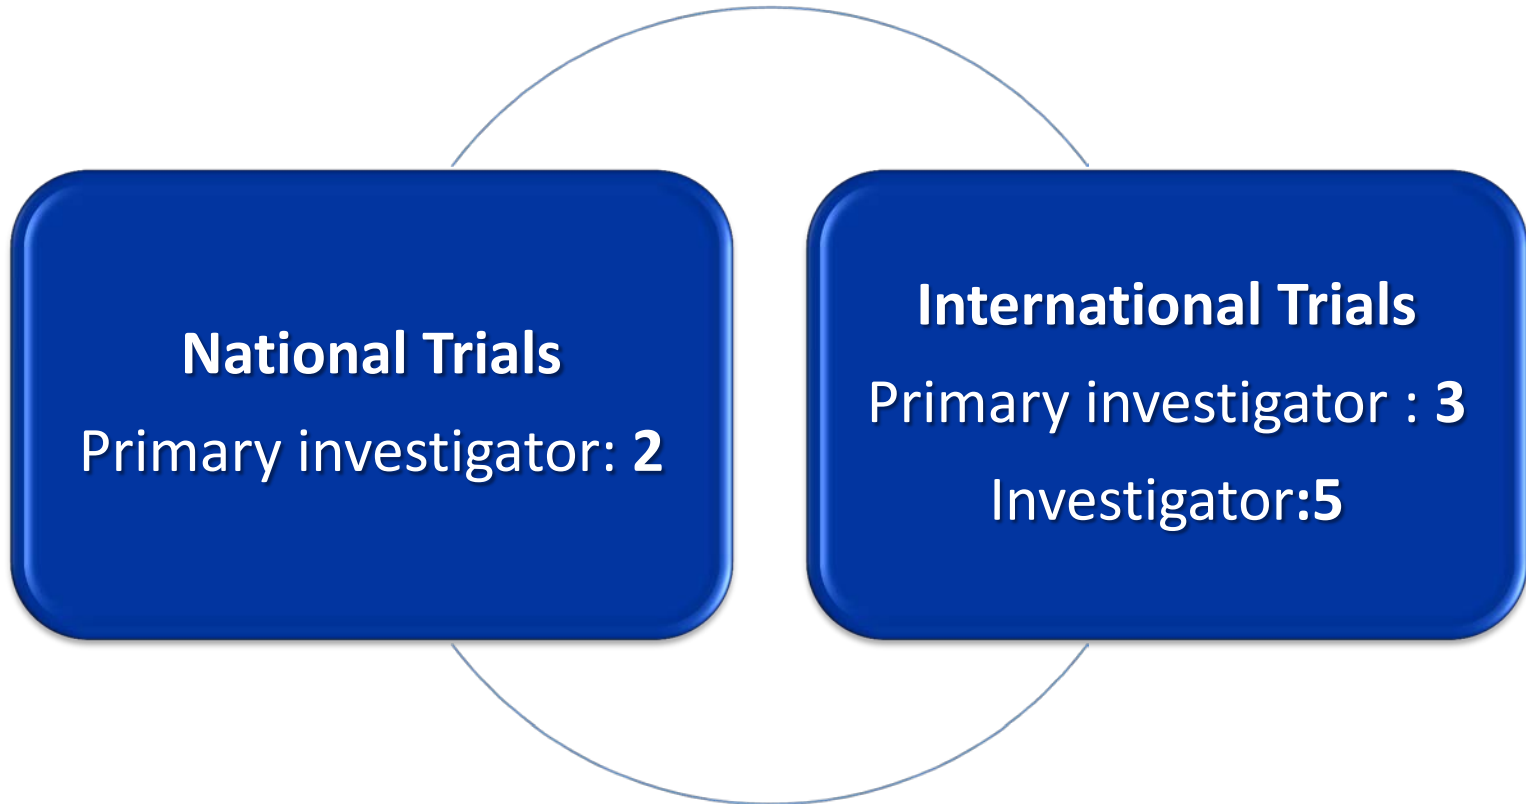 National Trials
Primary investigator: 2
International Trials
Primary investigator : 3
Investigator:5